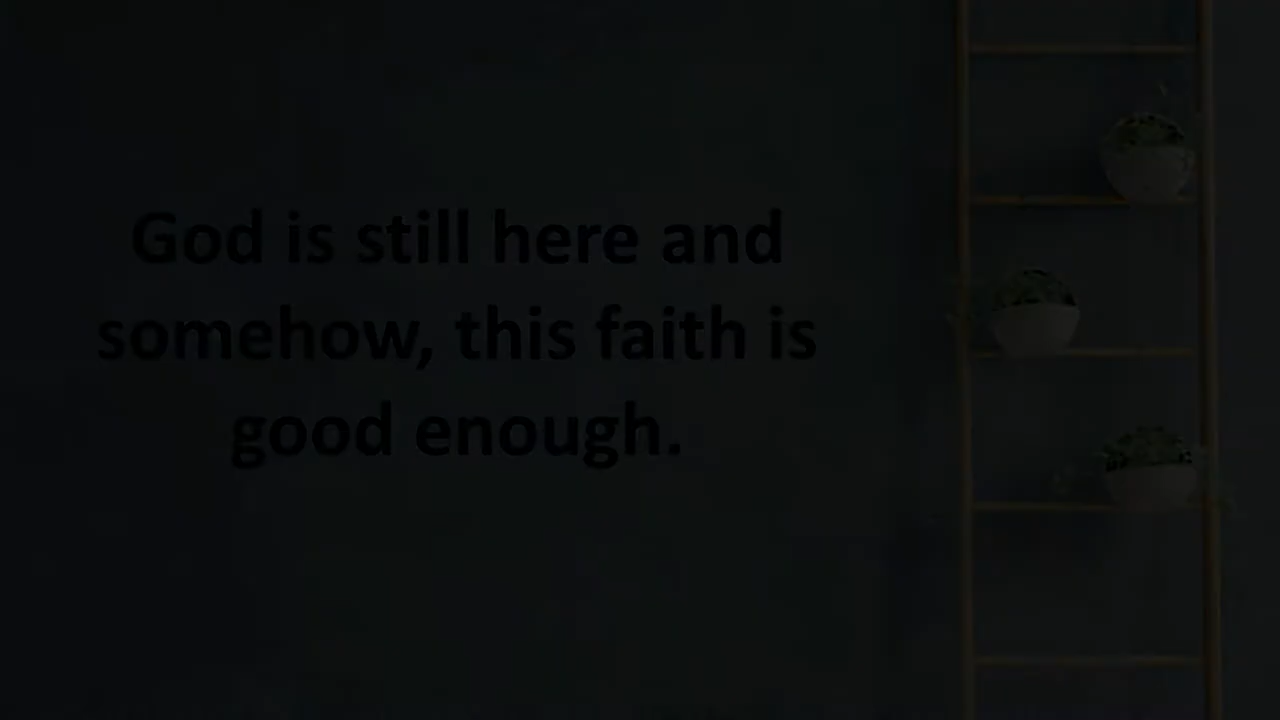 God is still here and
somehow, this faith is
good enough.